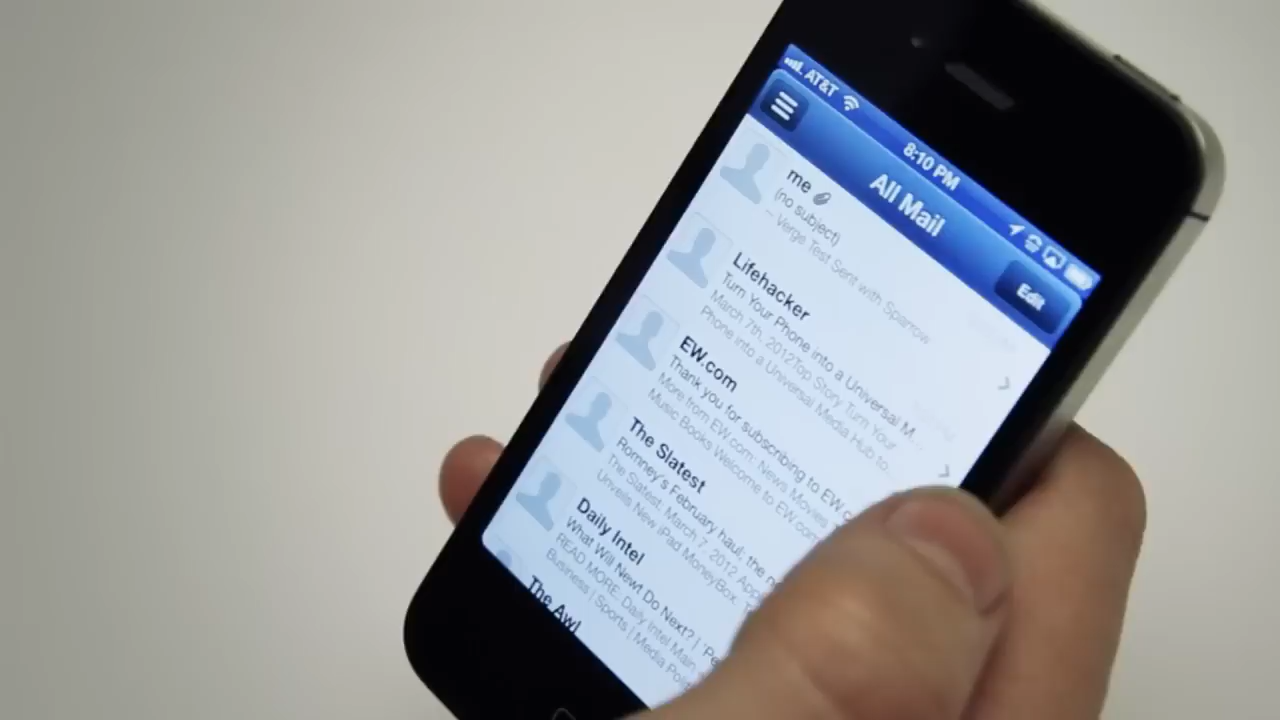 AT&T
8:10 PM
All Mail
Edit
me
(no subject)
– Verge Test Sent with Sparrow
Lifehacker
Turn Your Phone into a Universal M...
March 7th, 2012Top Story Turn Your
Phone into a Universal Media Hub to...
EW.com
Thank you for subscribing to EW.c
More from EW.com: News Movies
Music Books Welcome to EW.com
The Slatest
Romney's February haul; the n
The Slatest. March 7, 2012 App
Unveils New iPad MoneyBox. T
Daily Intel
What Will Newt Do Next? | 'Pe
READ MORE: Daily Intel Main
Business | Sports | Media Poli
The Awl